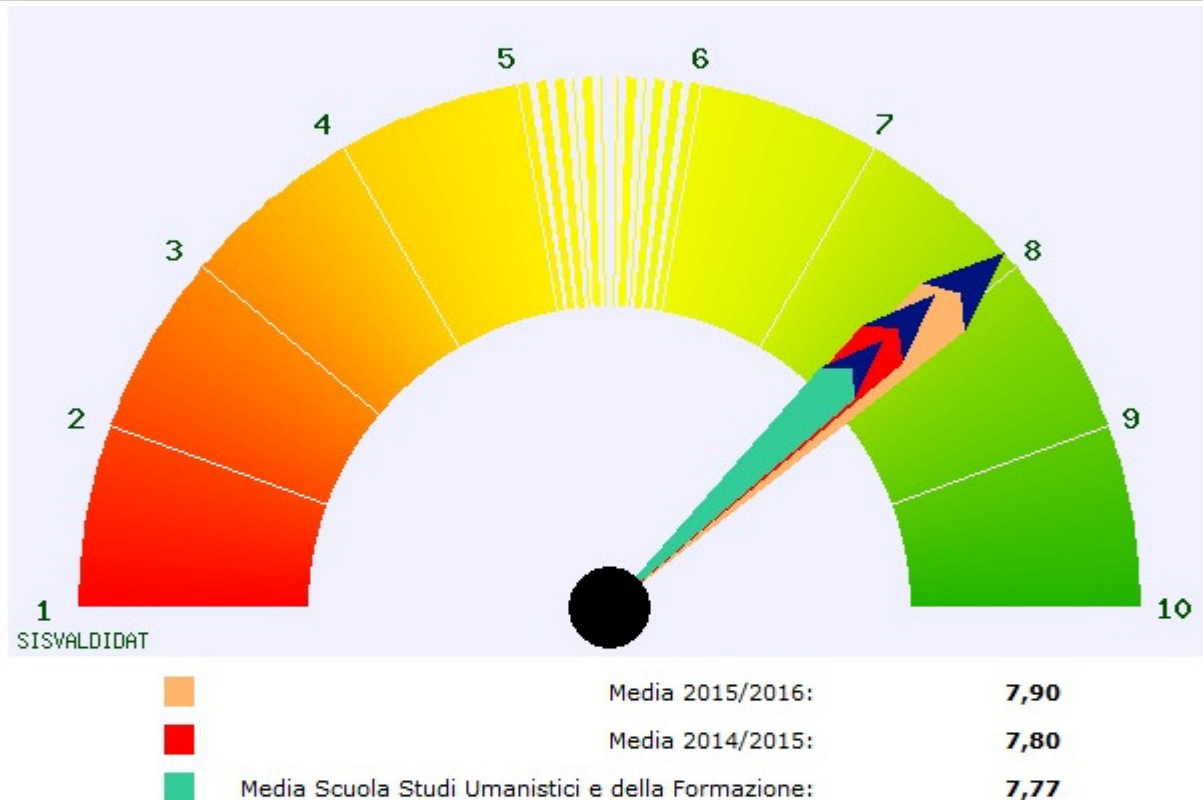 5 6
4 7
3 8
2 9
1 10
SISVALDIDAT
Media 2015/2016: 7,90
Media 2014/2015: 7,80
Media Scuola Studi Umanistici e della Formazione: 7,77